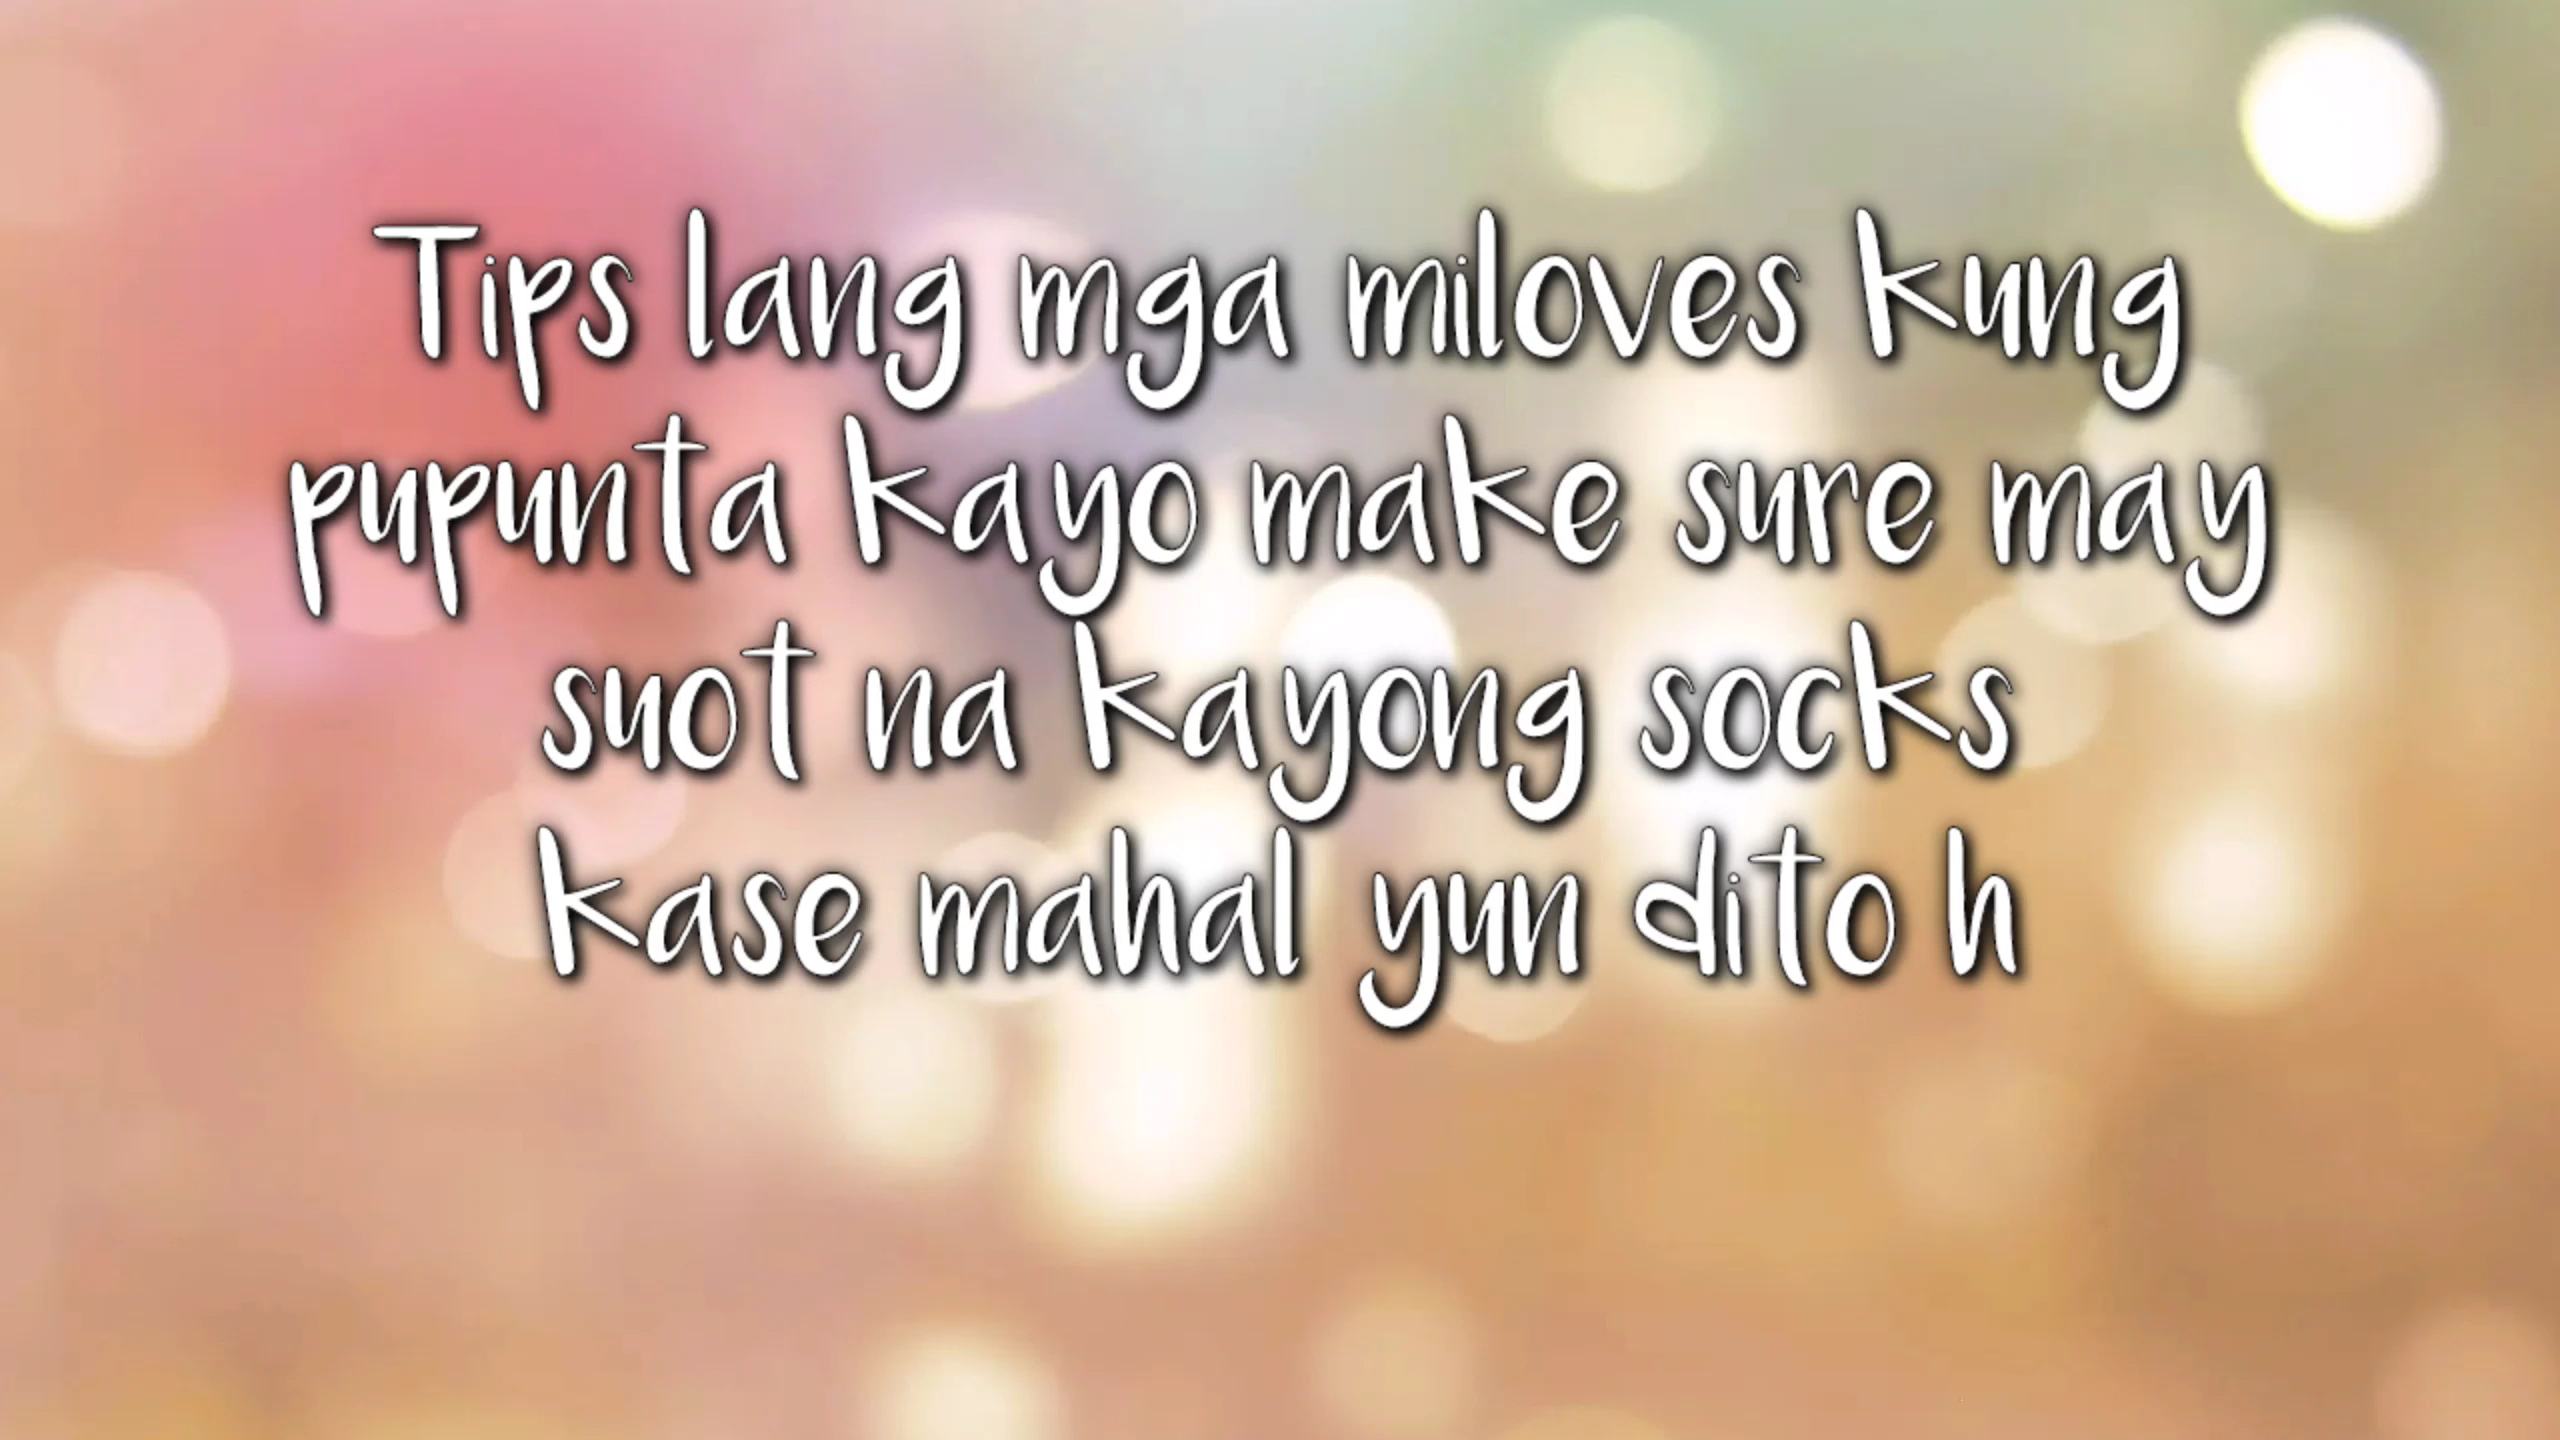 Tips lang mga miloves kung
pupunta kayo make sure may
suot na kayong socks
kase mahal yun dito h